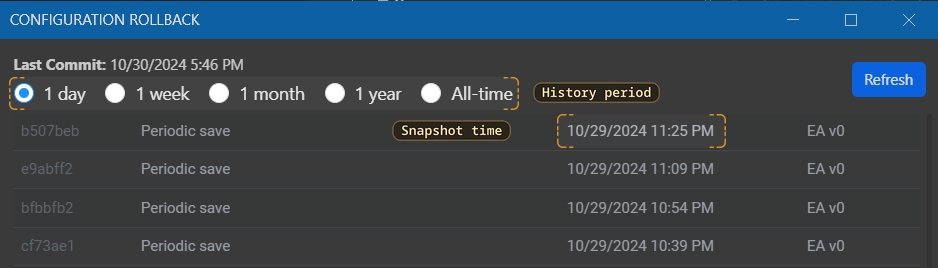 CONFIGURATION ROLLBACK
Last Commit: 10/30/2024 5:46 PM
1 day 1 week 1 month 1 year All-time History period Refresh
b507beb Periodic save Snapshot time 10/29/2024 11:25 PM EA v0
e9abff2 Periodic save 10/29/2024 11:09 PM EA v0
bfbbfb2 Periodic save 10/29/2024 10:54 PM EA v0
cf73ae1 Periodic save 10/29/2024 10:39 PM EA v0